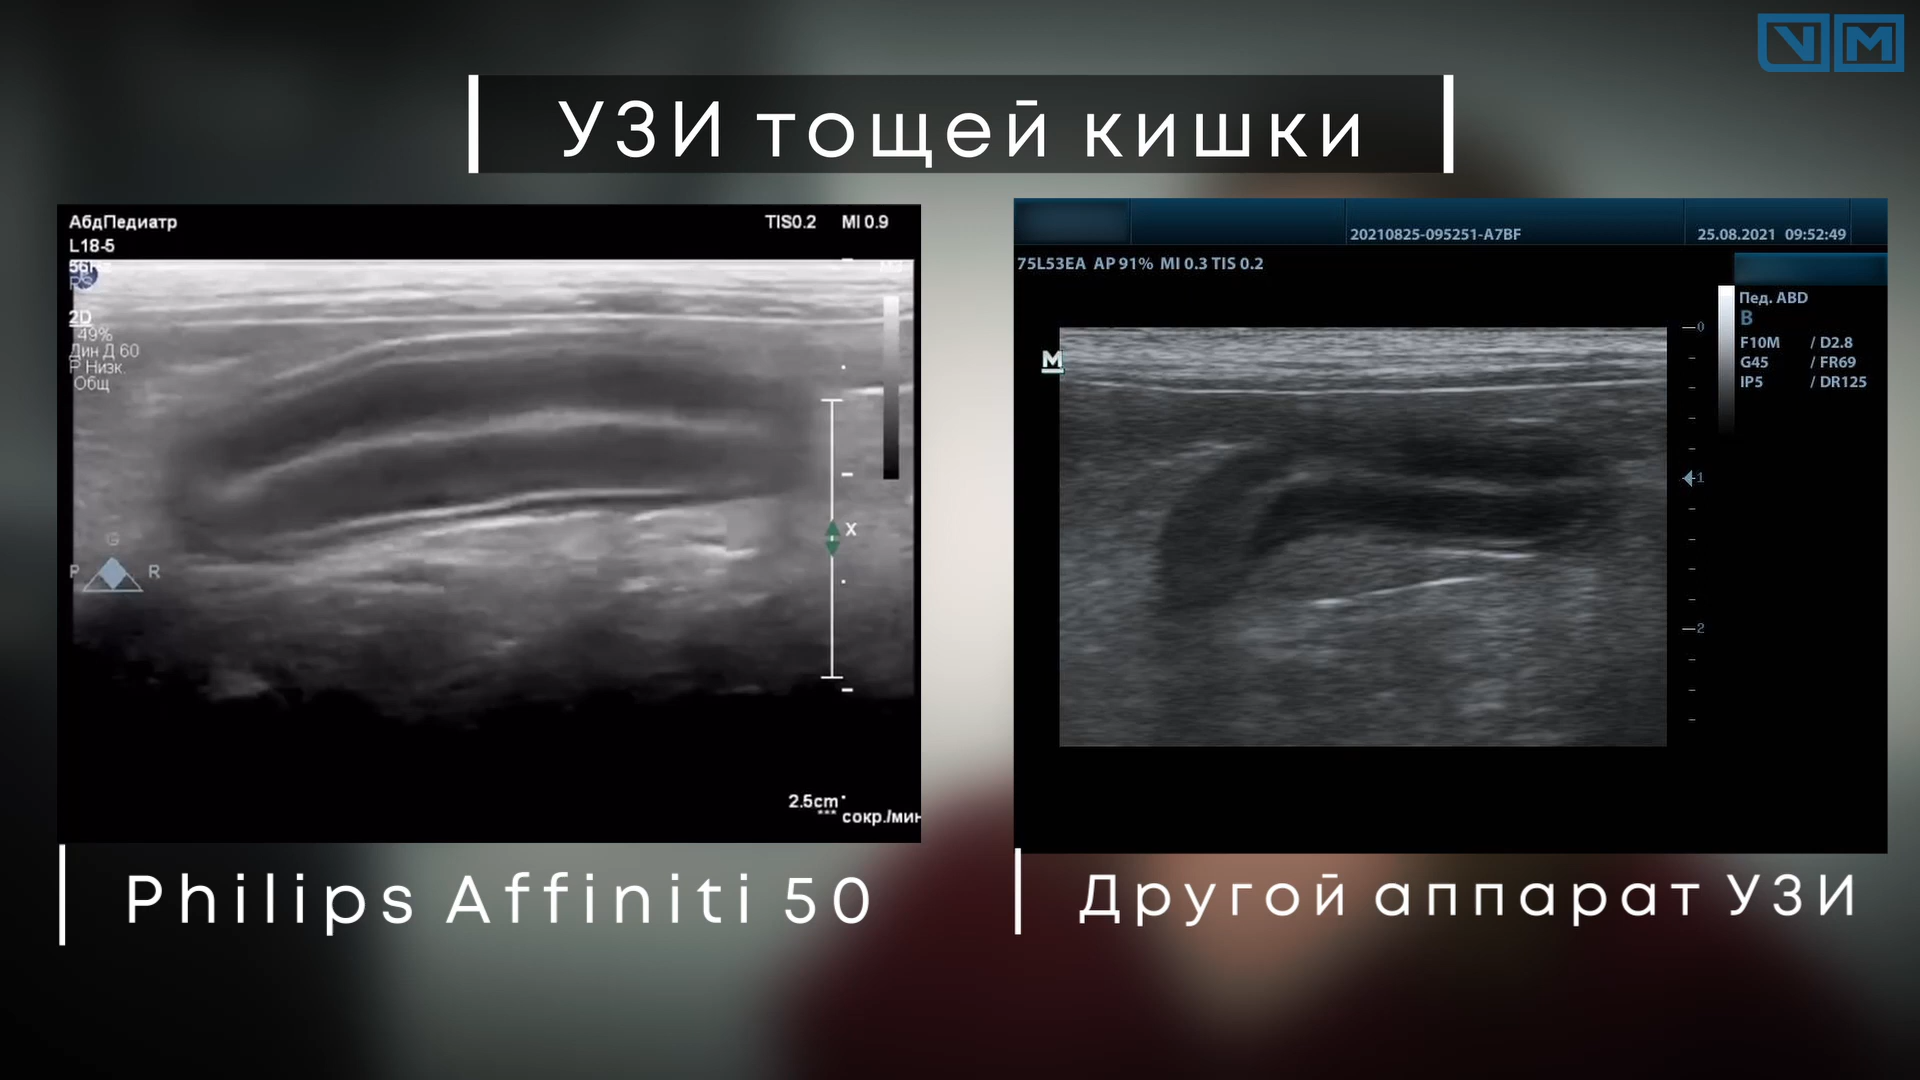 VM
УЗИ тощей кишки
АбдПедиатр
TIS0.2 MI 0.9
L18-5
56Hz
RS
2D
49%
Дин Д 60
Р Низк.
Общ
G
P R
X
2.5cm
сокр./мин
20210825-095251-A7BF
25.08.2021 09:52:49
75L53EA AP 91% MI 0.3 TIS 0.2
Пед. ABD
B
F10M / D2.8
G45 / FR69
IP5 / DR125
M
0
1
2
Philips Affiniti 50
Другой аппарат УЗИ